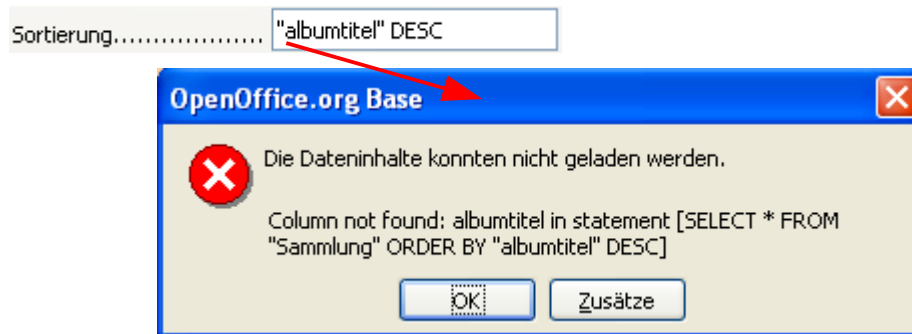 Sortierung................... "albumtitel" DESC
OpenOffice.org Base
Die Dateninhalte konnten nicht geladen werden.
Column not found: albumtitel in statement [SELECT * FROM
"Sammlung" ORDER BY "albumtitel" DESC]
OK Zusätze